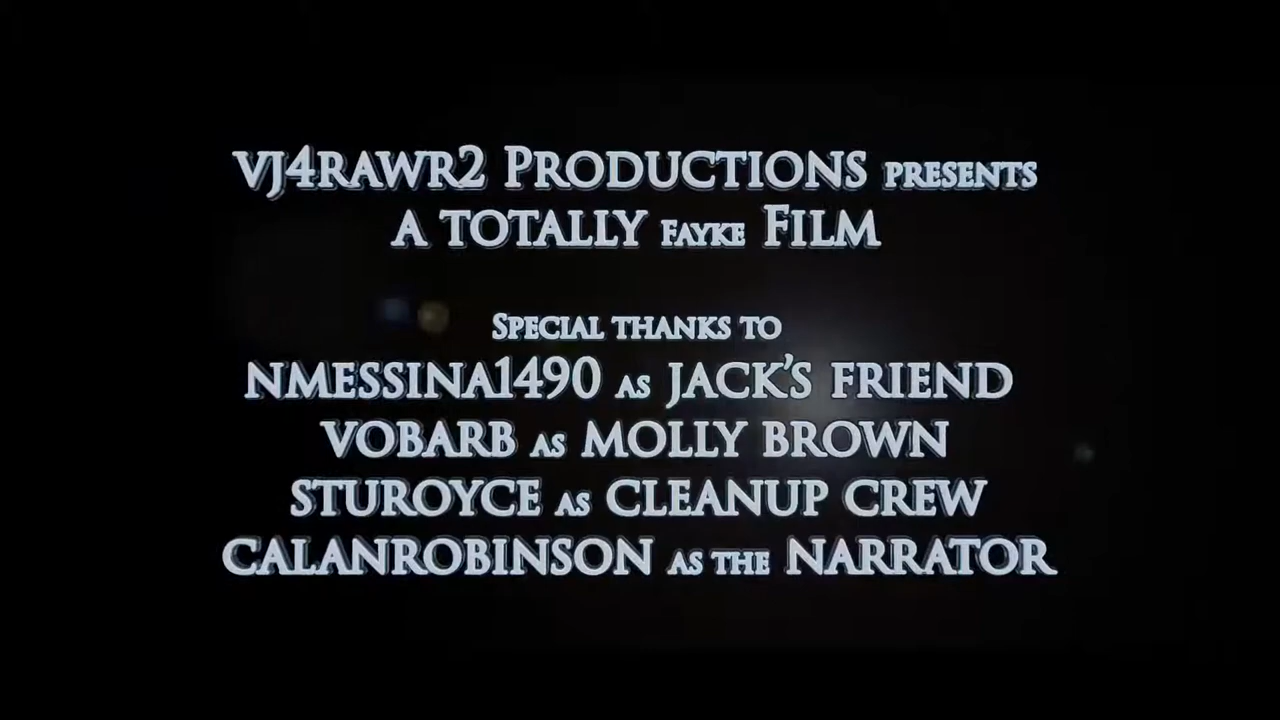 VJ4RAWR2 PRODUCTIONS PRESENTS
A TOTALLY FAYKE FILM
SPECIAL THANKS TO
NMESSINA1490 AS JACK'S FRIEND
VOBARB AS MOLLY BROWN
STUROYCE AS CLEANUP CREW
CALANROBINSON AS THE NARRATOR